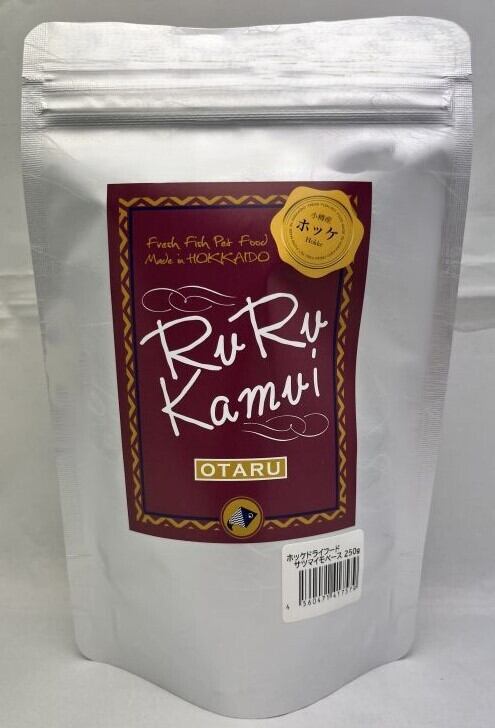 小樽産
ホッケ
Hokke
Fresh Fish Pet Food
Made in HOKKAIDO
RuRu
Kamui
OTARU
ホッケドライフード
サツマイモベース 250g